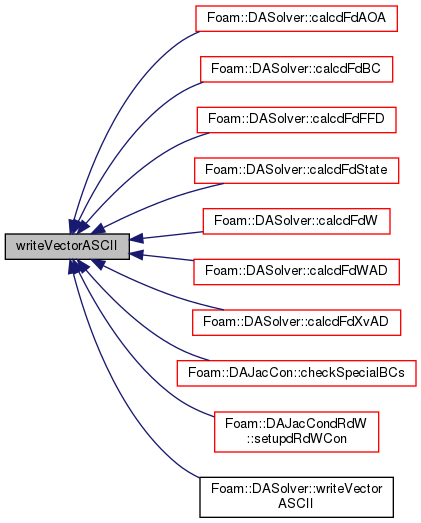 Foam::DASolver::calcdFdAOA
Foam::DASolver::calcdFdBC
Foam::DASolver::calcdFdFFD
Foam::DASolver::calcdFdState
Foam::DASolver::calcdFdW
writeVectorASCII
Foam::DASolver::calcdFdWAD
Foam::DASolver::calcdFdXvAD
Foam::DAJacCon::checkSpecialBCs
Foam::DAJacCondRdW
::setupdRdWCon
Foam::DASolver::writeVector
ASCII